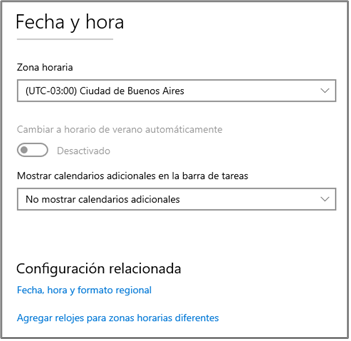 Fecha y hora
Zona horaria
(UTC-03:00) Ciudad de Buenos Aires
Cambiar a horario de verano automáticamente
Desactivado
Mostrar calendarios adicionales en la barra de tareas
No mostrar calendarios adicionales
Configuración relacionada
Fecha, hora y formato regional
Agregar relojes para zonas horarias diferentes